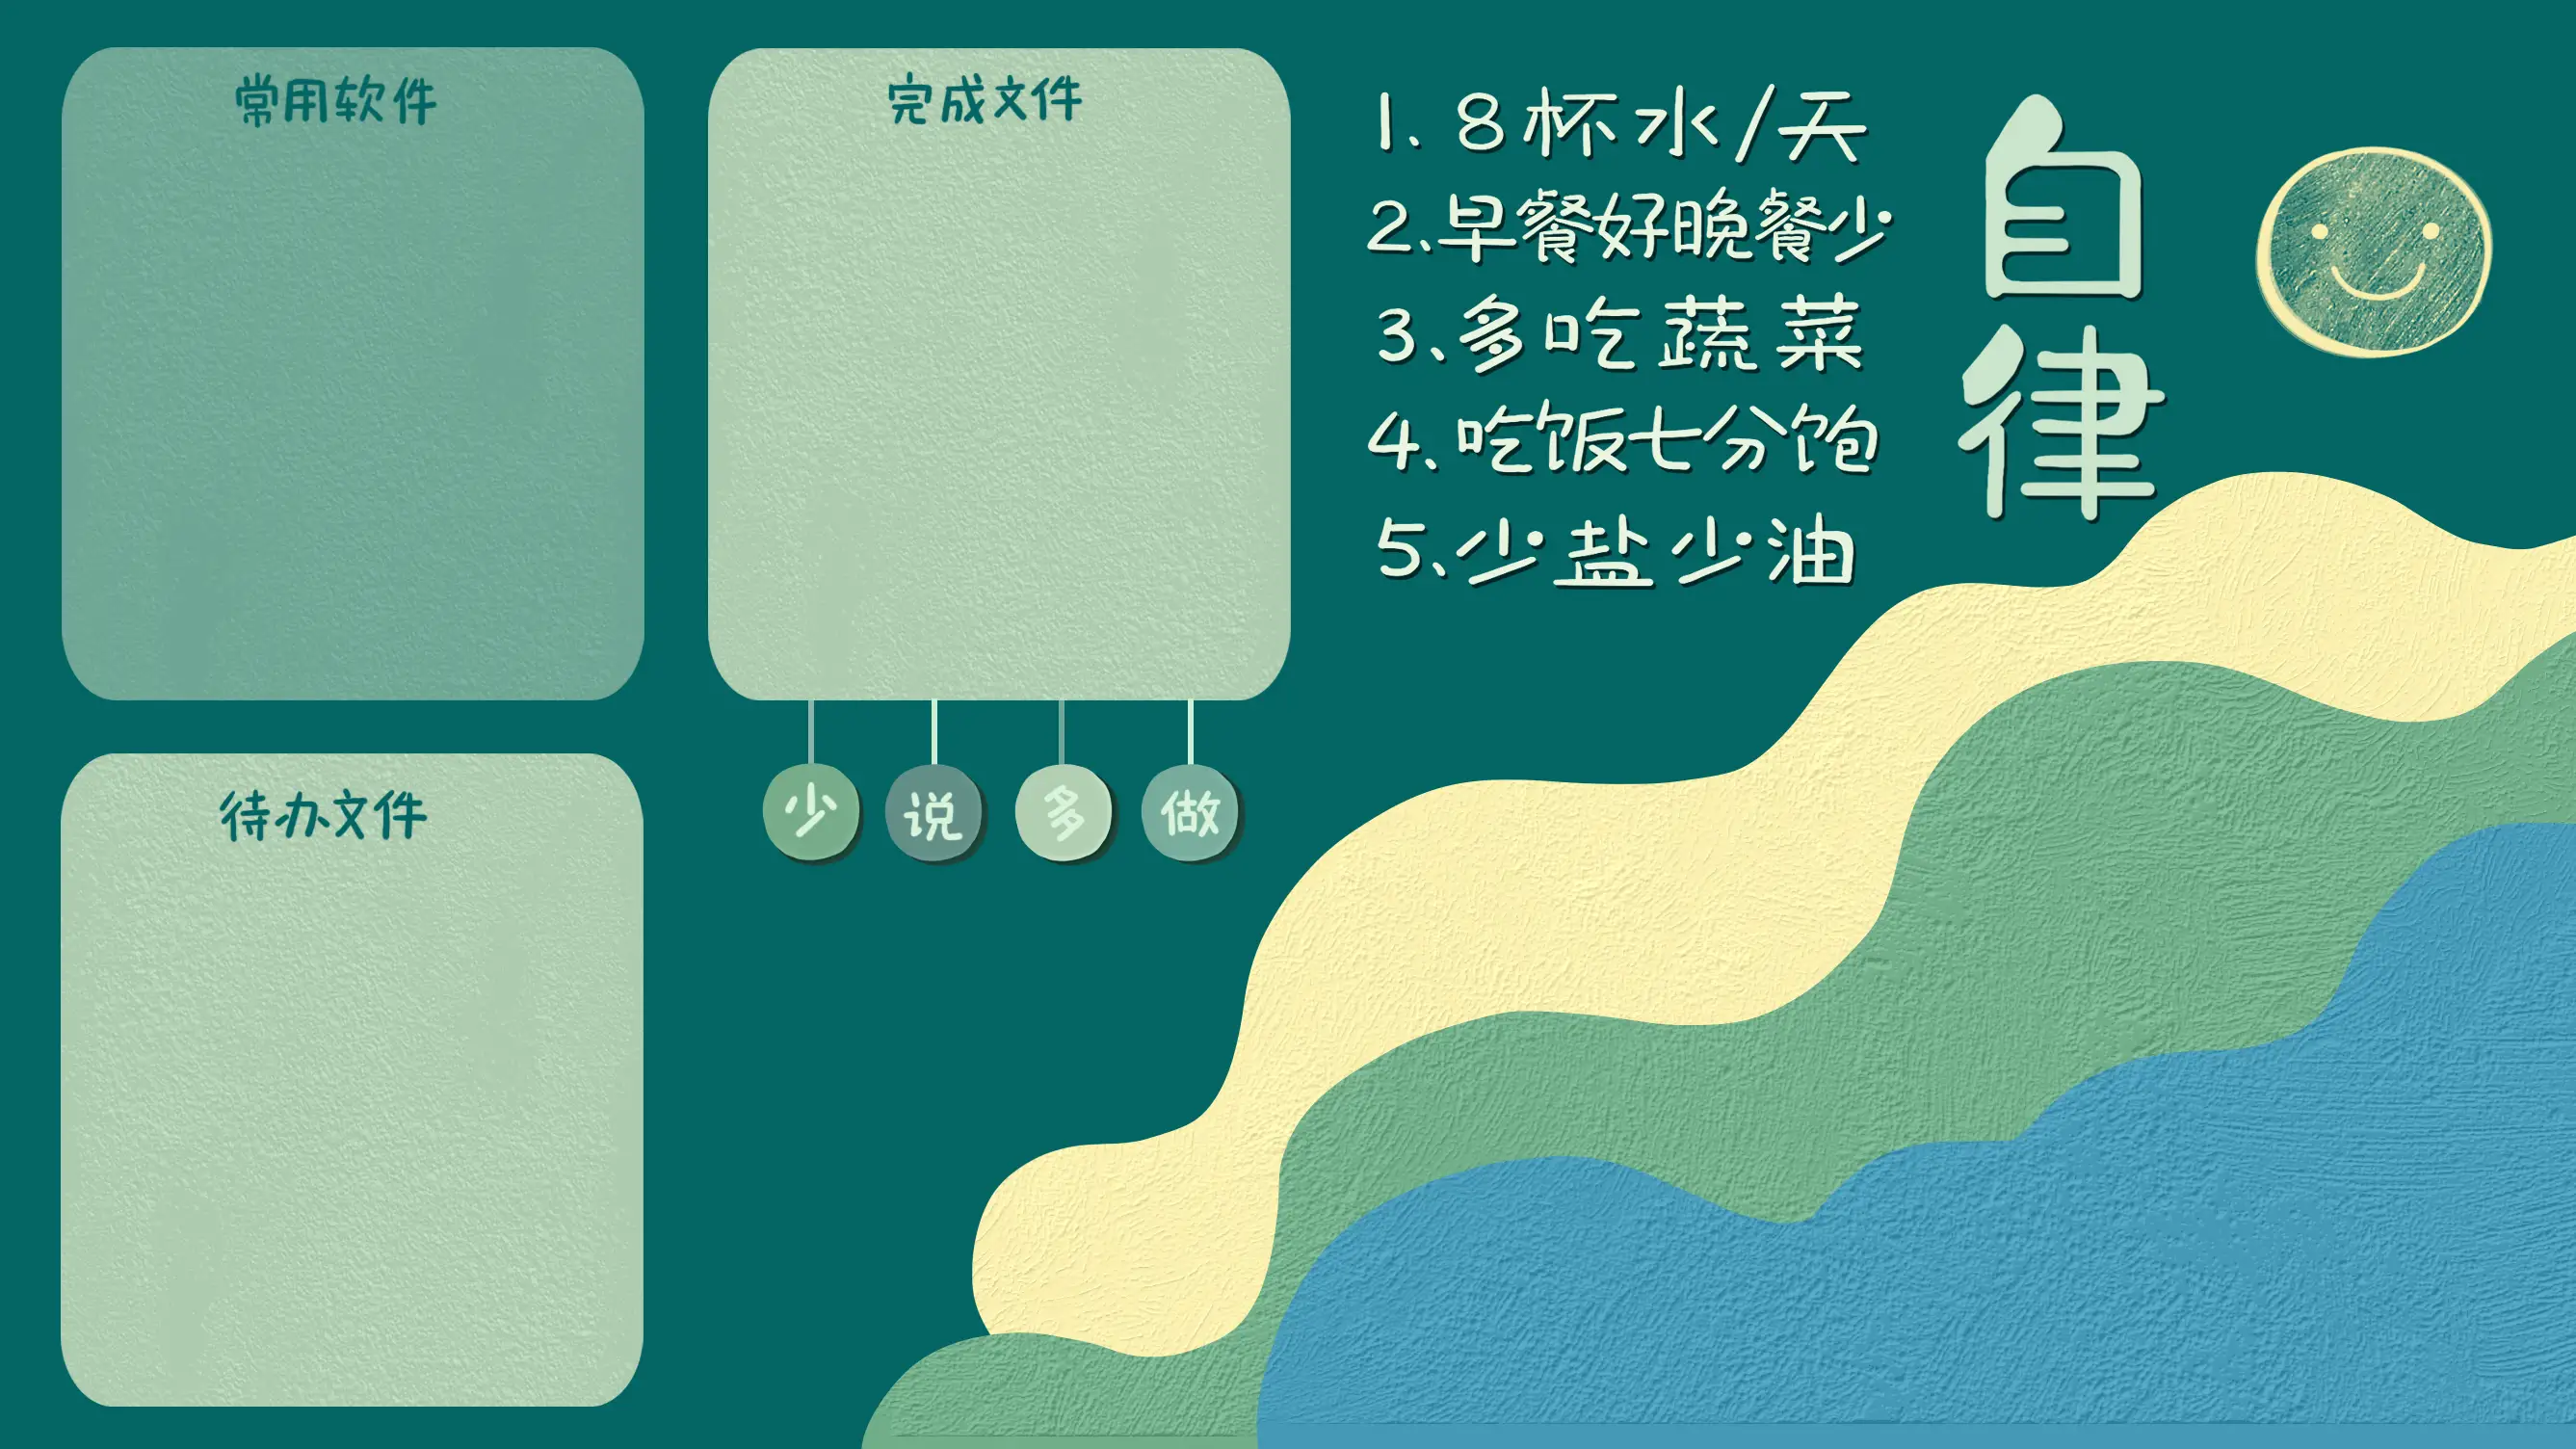 常用软件
完成文件
待办文件
少说多做
1. 8杯水/天
2.早餐好晚餐少
3.多吃蔬菜
4.吃饭七分饱
5.少盐少油
自律